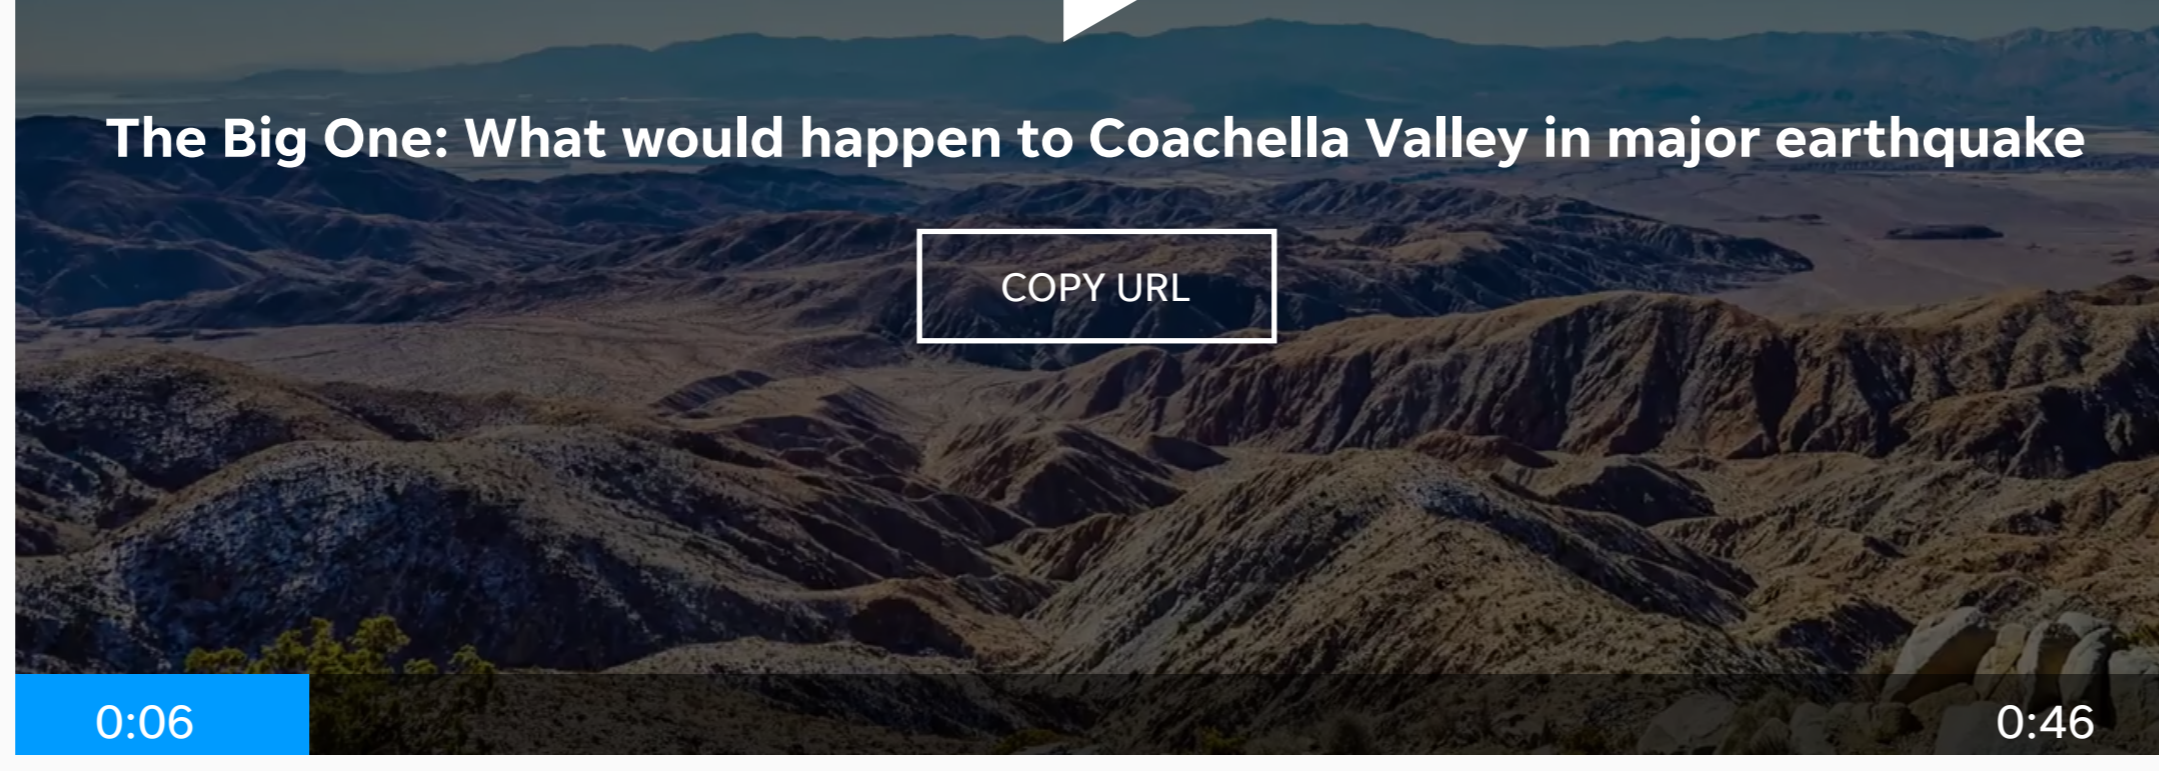 The Big One: What would happen to Coachella Valley in major earthquake
COPY URL
0:06
0:46